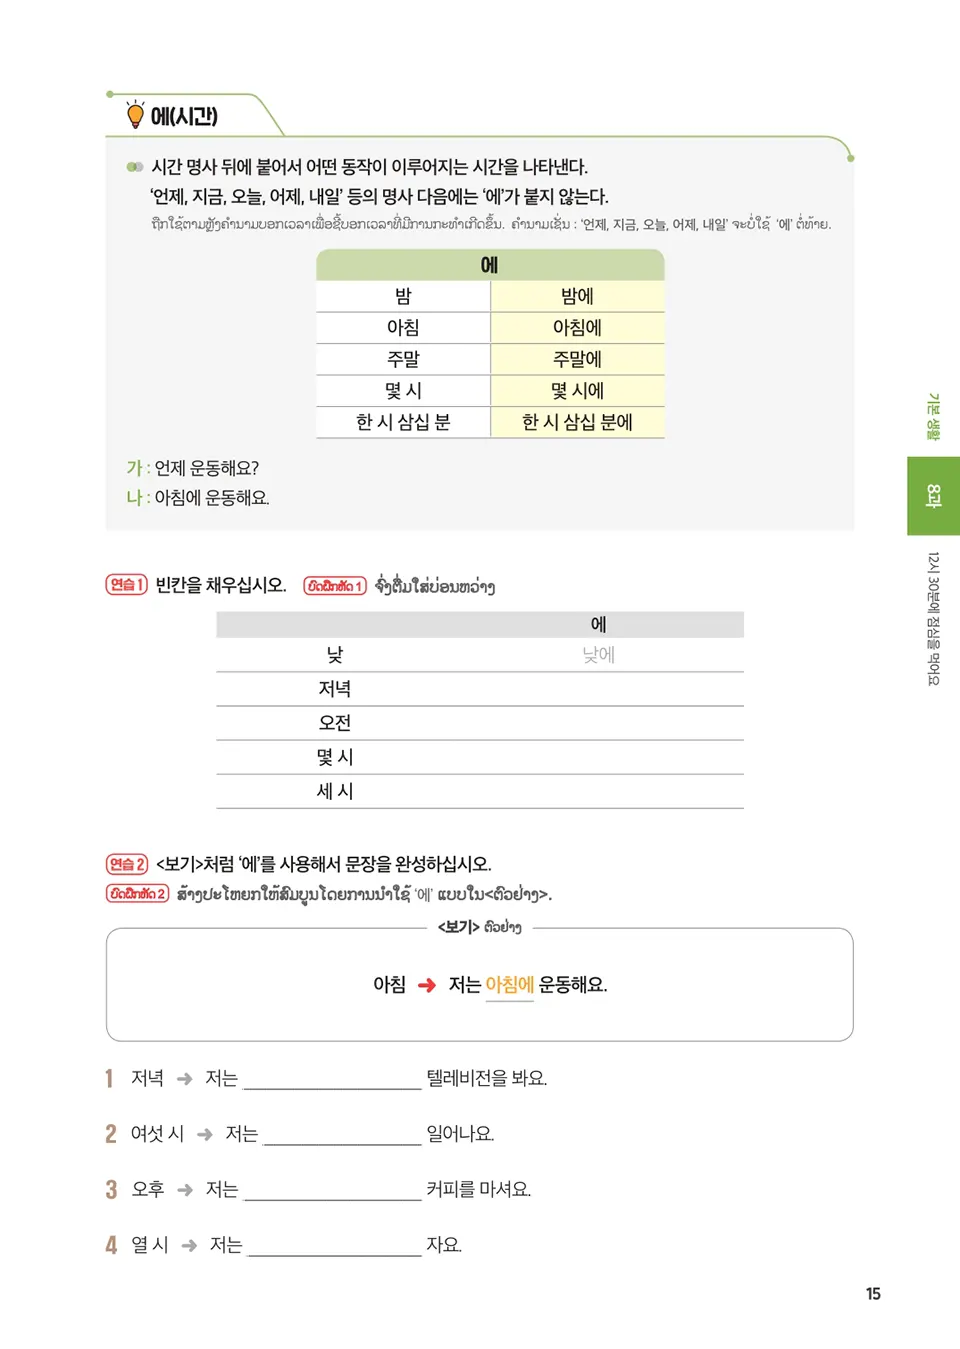 에(시간)
시간 명사 뒤에 붙어서 어떤 동작이 이루어지는 시간을 나타낸다.
‘언제, 지금, 오늘, 어제, 내일’ 등의 명사 다음에는 ‘에’가 붙지 않는다.
ຖືກໃຊ້ຕາມຫຼັງຄຳນາມບອກເວລາເພື່ອຊີ້ບອກເວລາທີ່ມີການກະທຳເກີດຂຶ້ນ. ຄຳນາມເຊັ່ນ : ‘언제, 지금, 오늘, 어제, 내일’ ຈະບໍ່ໃຊ້ ‘에’ ຕໍ່ທ້າຍ.
에
밤 밤에
아침 아침에
주말 주말에
몇 시 몇 시에
한 시 삼십 분 한 시 삼십 분에
가 : 언제 운동해요?
나 : 아침에 운동해요.
기본 생활
8과
12시 30분에 점심을 먹어요
연습 1 빈칸을 채우십시오. ບົດຝຶກຫັດ 1 ຈົ່ງຕື່ມໃສ່ບ່ອນຫວ່າງ
에
낮 낮에
저녁
오전
몇 시
세 시
연습 2 <보기>처럼 ‘에’를 사용해서 문장을 완성하십시오.
ບົດຝຶກຫັດ 2 ສ້າງປະໂຫຍກໃຫ້ສົມບູນໂດຍການນຳໃຊ້ ‘에’ ແບບໃນ<ຕົວຢ່າງ>.
<보기> ຕົວຢ່າງ
아침 ➜ 저는 아침에 운동해요.
1 저녁 ➜ 저는 ________ 텔레비전을 봐요.
2 여섯 시 ➜ 저는 ________ 일어나요.
3 오후 ➜ 저는 ________ 커피를 마셔요.
4 열 시 ➜ 저는 ________ 자요.
15